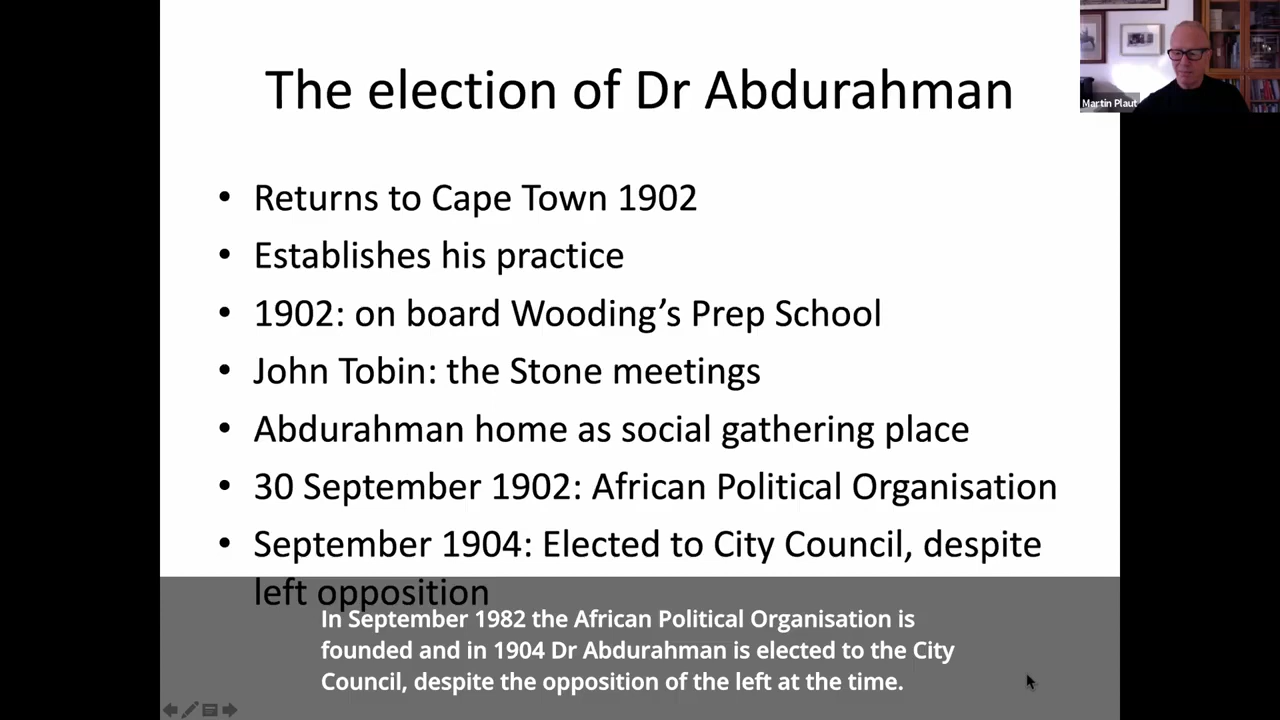 The election of Dr Abdurahman
Martin Plaut
• Returns to Cape Town 1902
• Establishes his practice
• 1902: on board Wooding’s Prep School
• John Tobin: the Stone meetings
• Abdurahman home as social gathering place
• 30 September 1902: African Political Organisation
• September 1904: Elected to City Council, despite
left opposition
In September 1982 the African Political Organisation is
founded and in 1904 Dr Abdurahman is elected to the City
Council, despite the opposition of the left at the time.